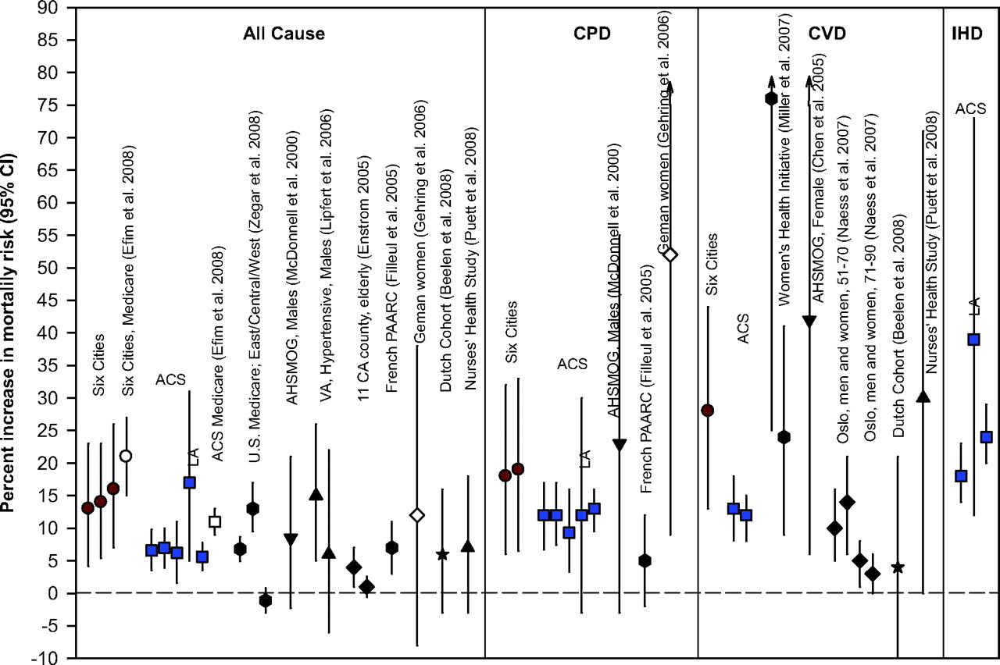 Percent increase in mortalily risk (95% CI)
90
85
80
75
70
65
60
55
50
45
40
35
30
25
20
15
10
5
0
-5
-10
All Cause
Six Cities
Six Cities, Medicare (Efim et al. 2008)
ACS
LA
ACS Medicare (Efim et al. 2008)
U.S. Medicare; East/Central/West (Zegar et al. 2008)
AHSMOG, Males (McDonnell et al. 2000)
VA, Hypertensive, Males (Lipfert et al. 2006)
11 CA county, elderly (Enstrom 2005)
French PAARC (Filleul et al. 2005)
Geman women (Gehring et al. 2006)
Dutch Cohort (Beelen et al. 2008)
Nurses' Health Study (Puett et al. 2008)
CPD
Six Cities
ACS
LA
AHSMOG, Males (McDonnell et al. 2000)
French PAARC (Filleul et al. 2005)
Geman women (Gehring et al. 2006)
CVD
Six Cities
ACS
Women's Health Initiative (Miller et al. 2007)
AHSMOG, Female (Chen et al. 2005)
Oslo, men and women, 51-70 (Naess et al. 2007)
Oslo, men and women, 71-90 (Naess et al. 2007)
Dutch Cohort (Beelen et al. 2008)
Nurses' Health Study (Puett et al. 2008)
IHD
ACS
LA